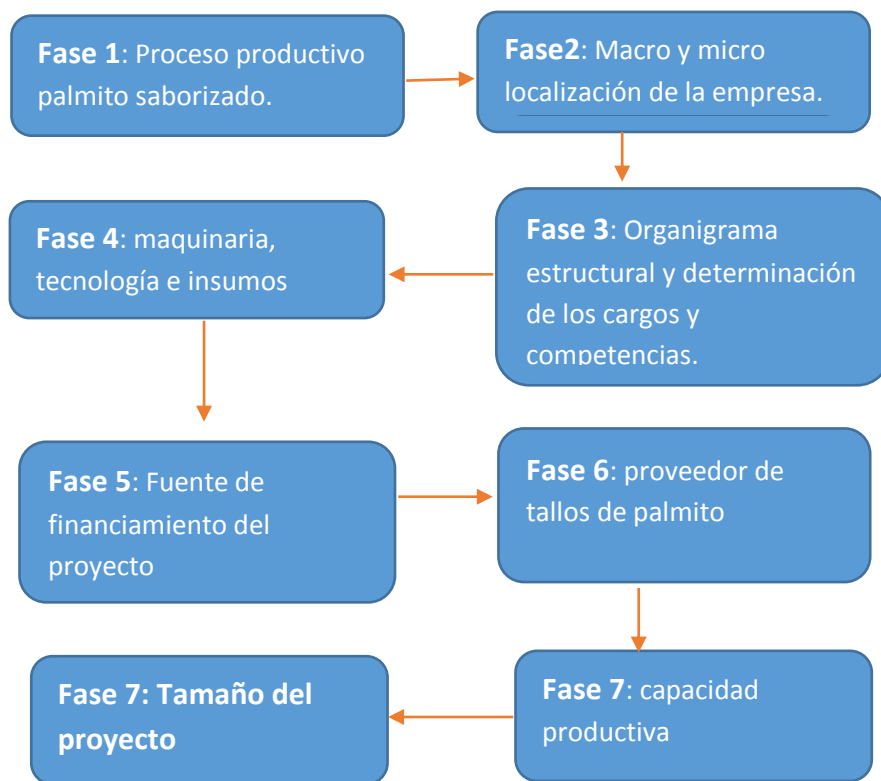 Fase 1: Proceso productivo
palmito saborizado.
Fase2: Macro y micro
localización de la empresa.
Fase 3: Organigrama
estructural y determinación
de los cargos y
competencias.
Fase 4: maquinaria,
tecnología e insumos
Fase 5: Fuente de
financiamiento del
proyecto
Fase 6: proveedor de
tallos de palmito
Fase 7: capacidad
productiva
Fase 7: Tamaño del
proyecto